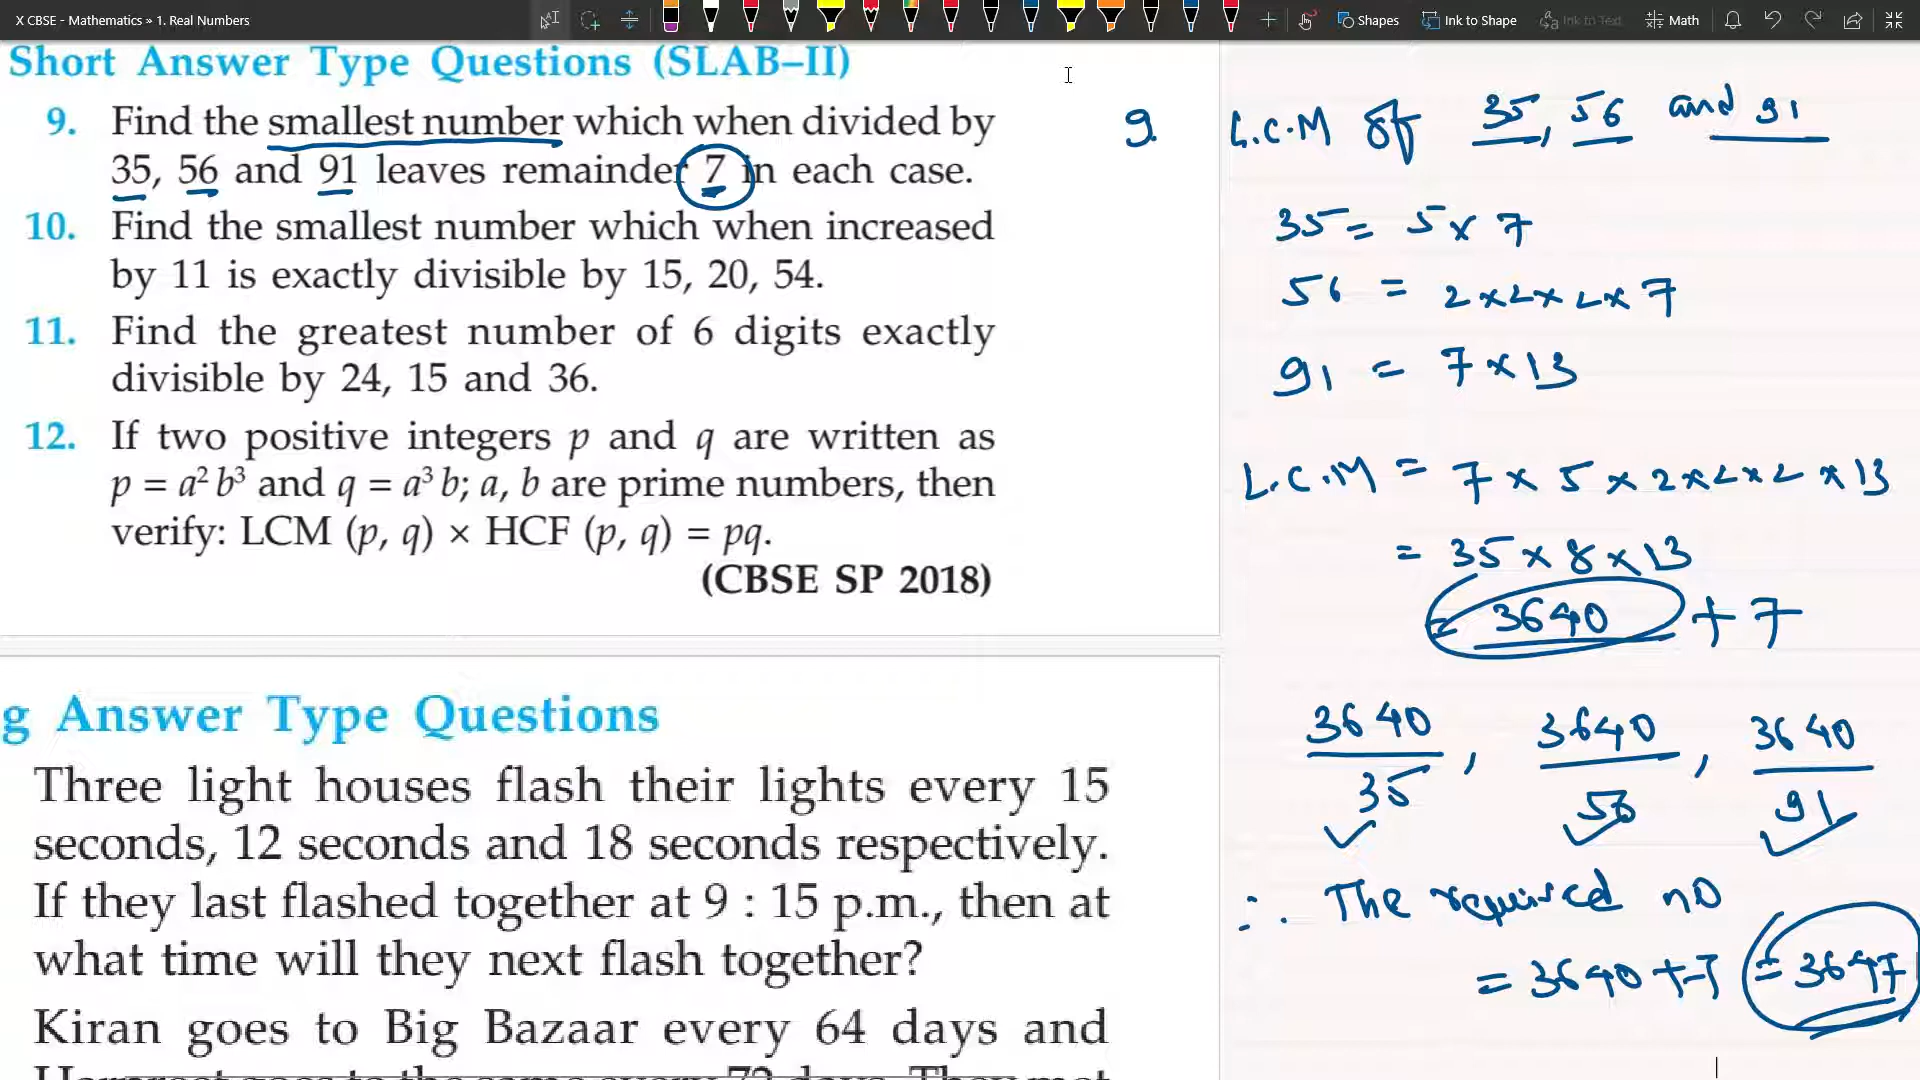 X CBSE - Mathematics » 1. Real Numbers
Shapes
Ink to Shape
Ink to Text
Math
Short Answer Type Questions (SLAB–II)
9. Find the smallest number which when divided by
35, 56 and 91 leaves remainder 7 in each case.
10. Find the smallest number which when increased
by 11 is exactly divisible by 15, 20, 54.
11. Find the greatest number of 6 digits exactly
divisible by 24, 15 and 36.
12. If two positive integers p and q are written as
p = a² b³ and q = a³ b; a, b are prime numbers, then
verify: LCM (p, q) × HCF (p, q) = pq.
(CBSE SP 2018)
g Answer Type Questions
Three light houses flash their lights every 15
seconds, 12 seconds and 18 seconds respectively.
If they last flashed together at 9 : 15 p.m., then at
what time will they next flash together?
Kiran goes to Big Bazaar every 64 days and
9. L.C.M of 35, 56 and 91
35 = 5 × 7
56 = 2 × 2 × 2 × 7
91 = 7 × 13
L.C.M = 7 × 5 × 2 × 2 × 2 × 13
= 35 × 8 × 13
= 3640 + 7
3640/35, 3640/56, 3640/91
∴ The required no
= 3640 + 7 = 3647